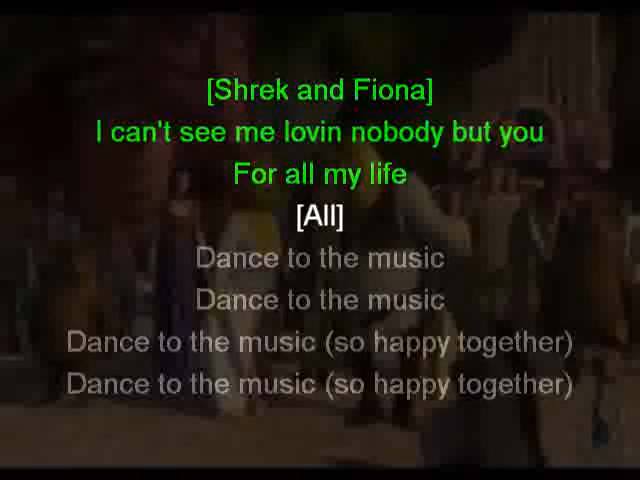 [Shrek and Fiona]
I can't see me lovin nobody but you
For all my life
[All]
Dance to the music
Dance to the music
Dance to the music (so happy together)
Dance to the music (so happy together)